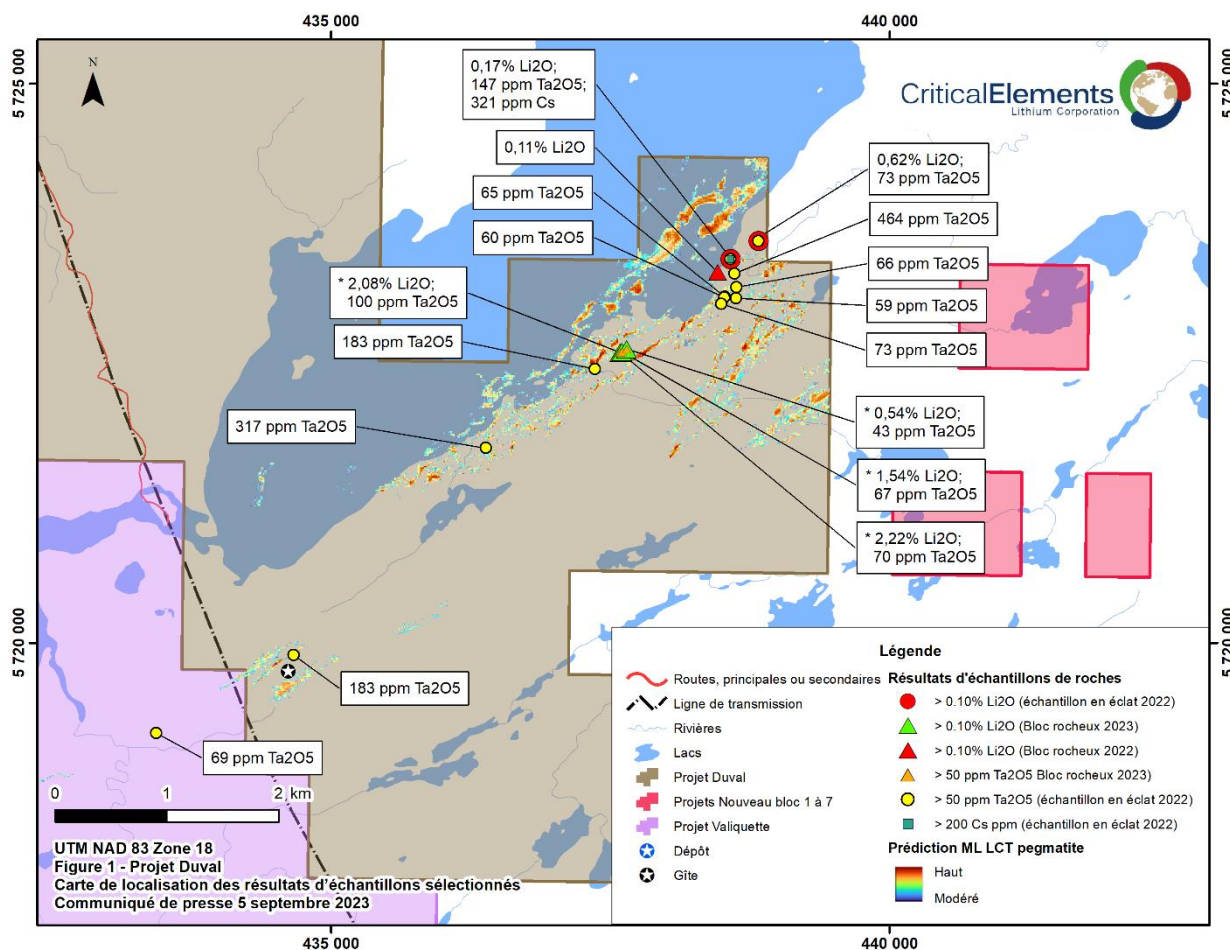 435 000
440 000
5 725 000
5 725 000
N
CriticalElements
Lithium Corporation
0,17% Li2O;
147 ppm Ta2O5;
321 ppm Cs
0,11% Li2O
65 ppm Ta2O5
60 ppm Ta2O5
* 2,08% Li2O;
100 ppm Ta2O5
183 ppm Ta2O5
317 ppm Ta2O5
0,62% Li2O;
73 ppm Ta2O5
464 ppm Ta2O5
66 ppm Ta2O5
59 ppm Ta2O5
73 ppm Ta2O5
* 0,54% Li2O;
43 ppm Ta2O5
* 1,54% Li2O;
67 ppm Ta2O5
* 2,22% Li2O;
70 ppm Ta2O5
5 720 000
5 720 000
183 ppm Ta2O5
69 ppm Ta2O5
0 1 2 km
UTM NAD 83 Zone 18
Figure 1 - Projet Duval
Carte de localisation des résultats d'échantillons sélectionnés
Communiqué de presse 5 septembre 2023
Légende
Routes, principales ou secondaires
Ligne de transmission
Rivières
Lacs
Projet Duval
Projets Nouveau bloc 1 à 7
Projet Valiquette
Dépôt
Gîte
Résultats d'échantillons de roches
> 0.10% Li2O (échantillon en éclat 2022)
> 0.10% Li2O (Bloc rocheux 2023)
> 0.10% Li2O (Bloc rocheux 2022)
> 50 ppm Ta2O5 Bloc rocheux 2023)
> 50 ppm Ta2O5 (échantillon en éclat 2022)
> 200 Cs ppm (échantillon en éclat 2022)
Prédiction ML LCT pegmatite
Haut
Modéré
435 000
440 000